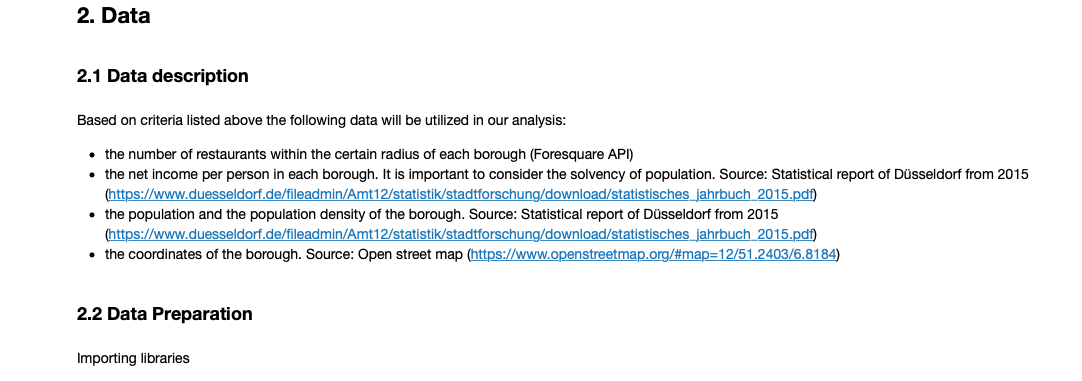 2. Data
2.1 Data description
Based on criteria listed above the following data will be utilized in our analysis:
• the number of restaurants within the certain radius of each borough (Foresquare API)
• the net income per person in each borough. It is important to consider the solvency of population. Source: Statistical report of Düsseldorf from 2015
(https://www.duesseldorf.de/fileadmin/Amt12/statistik/stadtforschung/download/statistisches_jahrbuch_2015.pdf)
• the population and the population density of the borough. Source: Statistical report of Düsseldorf from 2015
(https://www.duesseldorf.de/fileadmin/Amt12/statistik/stadtforschung/download/statistisches_jahrbuch_2015.pdf)
• the coordinates of the borough. Source: Open street map (https://www.openstreetmap.org/#map=12/51.2403/6.8184)
2.2 Data Preparation
Importing libraries